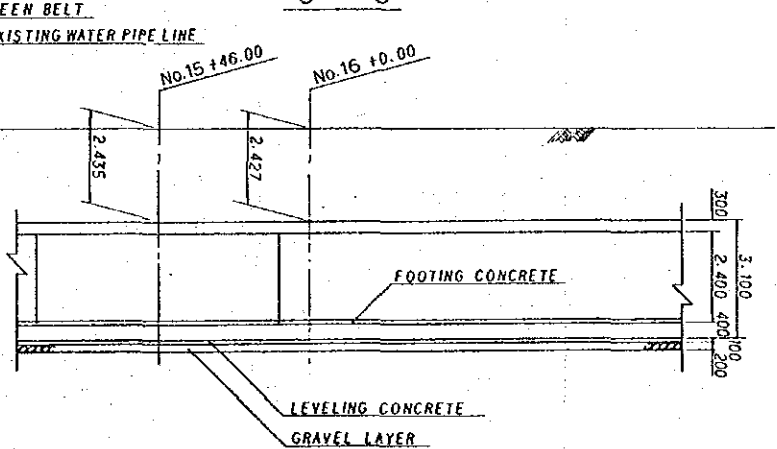 EEN BELT
XISTING WATER PIPE LINE
No.15 +46.00
No.16 +0.00
2.435
2.427
300
3.100
2.400
FOOTING CONCRETE
400
100
200
LEVELING CONCRETE
GRAVEL LAYER